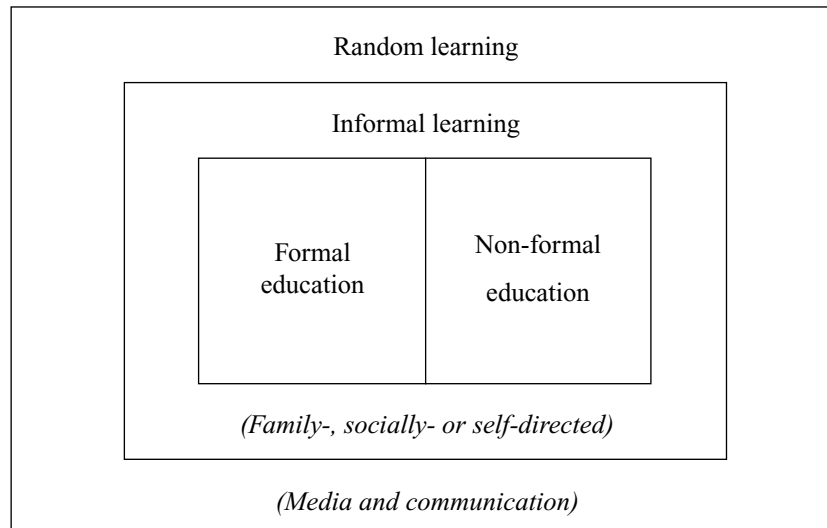 Random learning
Informal learning
Formal
education
Non-formal
education
(Family-, socially- or self-directed)
(Media and communication)